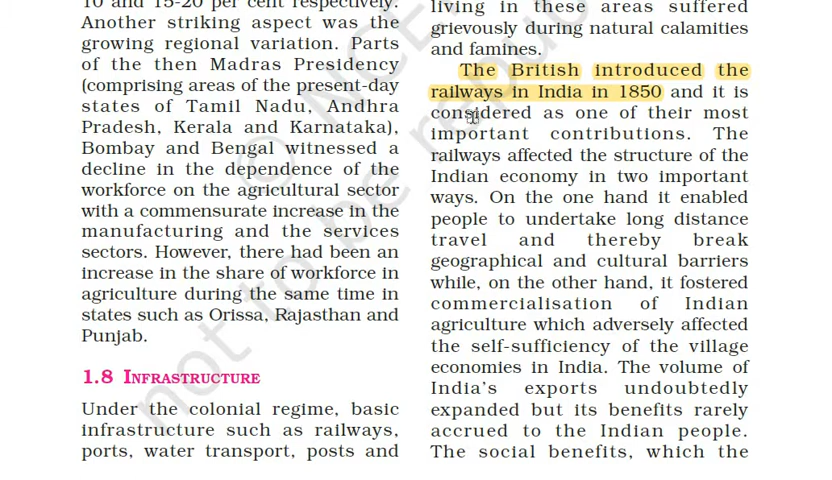 10 and 15-20 per cent respectively.
Another striking aspect was the
growing regional variation. Parts
of the then Madras Presidency
(comprising areas of the present-day
states of Tamil Nadu, Andhra
Pradesh, Kerala and Karnataka),
Bombay and Bengal witnessed a
decline in the dependence of the
workforce on the agricultural sector
with a commensurate increase in the
manufacturing and the services
sectors. However, there had been an
increase in the share of workforce in
agriculture during the same time in
states such as Orissa, Rajasthan and
Punjab.
1.8 INFRASTRUCTURE
Under the colonial regime, basic
infrastructure such as railways,
ports, water transport, posts and
living in these areas suffered
grievously during natural calamities
and famines.
The British introduced the
railways in India in 1850 and it is
considered as one of their most
important contributions. The
railways affected the structure of the
Indian economy in two important
ways. On the one hand it enabled
people to undertake long distance
travel and thereby break
geographical and cultural barriers
while, on the other hand, it fostered
commercialisation of Indian
agriculture which adversely affected
the self-sufficiency of the village
economies in India. The volume of
India's exports undoubtedly
expanded but its benefits rarely
accrued to the Indian people.
The social benefits, which the
© NCE
not to be repu